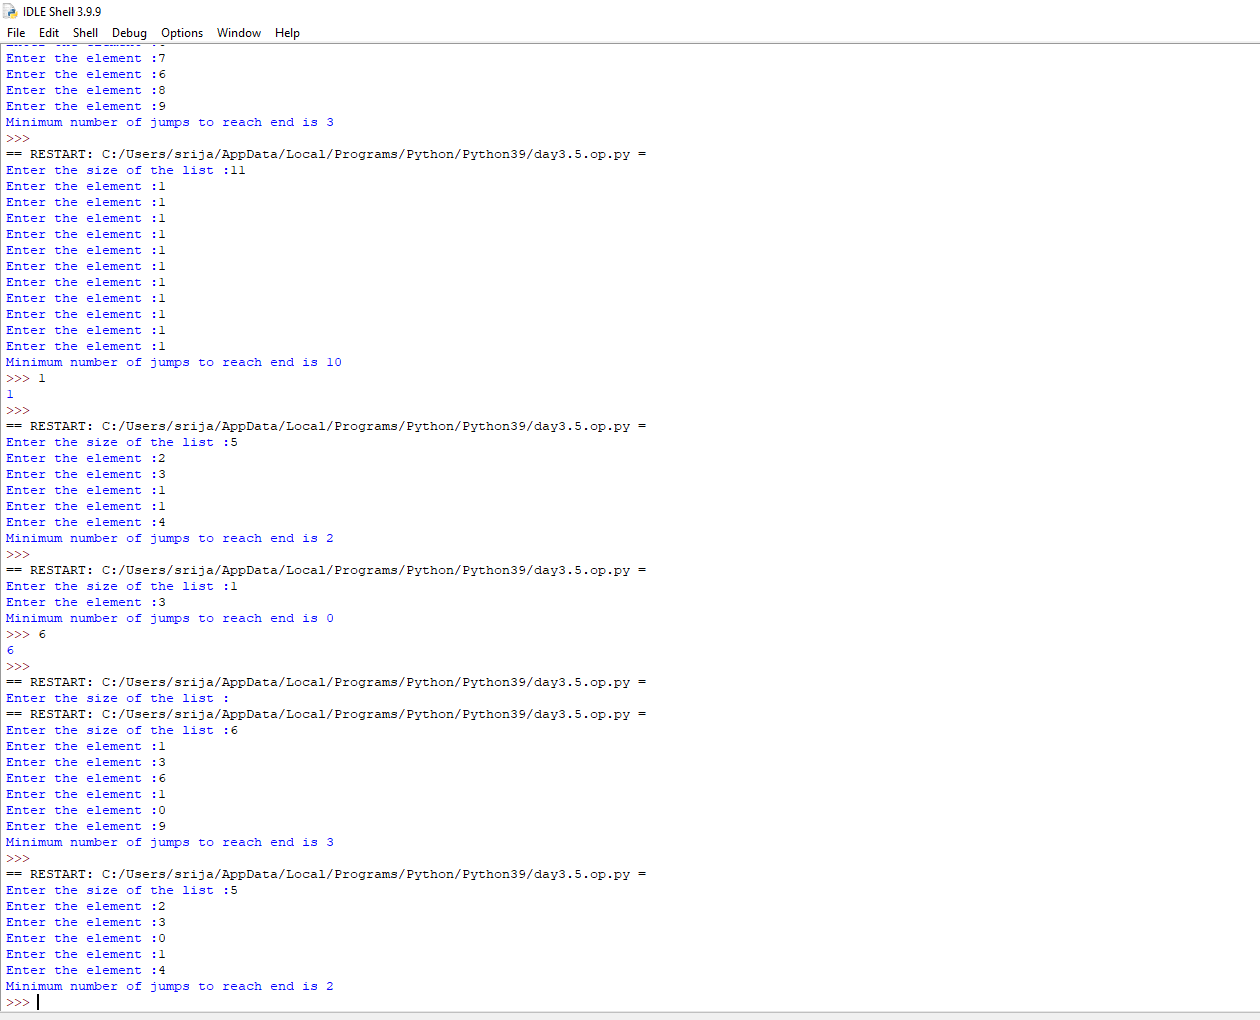 IDLE Shell 3.9.9
File Edit Shell Debug Options Window Help
Enter the element :7
Enter the element :6
Enter the element :8
Enter the element :9
Minimum number of jumps to reach end is 3
>>>
== RESTART: C:/Users/srija/AppData/Local/Programs/Python/Python39/day3.5.op.py =
Enter the size of the list :11
Enter the element :1
Enter the element :1
Enter the element :1
Enter the element :1
Enter the element :1
Enter the element :1
Enter the element :1
Enter the element :1
Enter the element :1
Enter the element :1
Enter the element :1
Minimum number of jumps to reach end is 10
>>> 1
1
>>>
== RESTART: C:/Users/srija/AppData/Local/Programs/Python/Python39/day3.5.op.py =
Enter the size of the list :5
Enter the element :2
Enter the element :3
Enter the element :1
Enter the element :1
Enter the element :4
Minimum number of jumps to reach end is 2
>>>
== RESTART: C:/Users/srija/AppData/Local/Programs/Python/Python39/day3.5.op.py =
Enter the size of the list :1
Enter the element :3
Minimum number of jumps to reach end is 0
>>> 6
6
>>>
== RESTART: C:/Users/srija/AppData/Local/Programs/Python/Python39/day3.5.op.py =
Enter the size of the list :
== RESTART: C:/Users/srija/AppData/Local/Programs/Python/Python39/day3.5.op.py =
Enter the size of the list :6
Enter the element :1
Enter the element :3
Enter the element :6
Enter the element :1
Enter the element :0
Enter the element :9
Minimum number of jumps to reach end is 3
>>>
== RESTART: C:/Users/srija/AppData/Local/Programs/Python/Python39/day3.5.op.py =
Enter the size of the list :5
Enter the element :2
Enter the element :3
Enter the element :0
Enter the element :1
Enter the element :4
Minimum number of jumps to reach end is 2
>>>